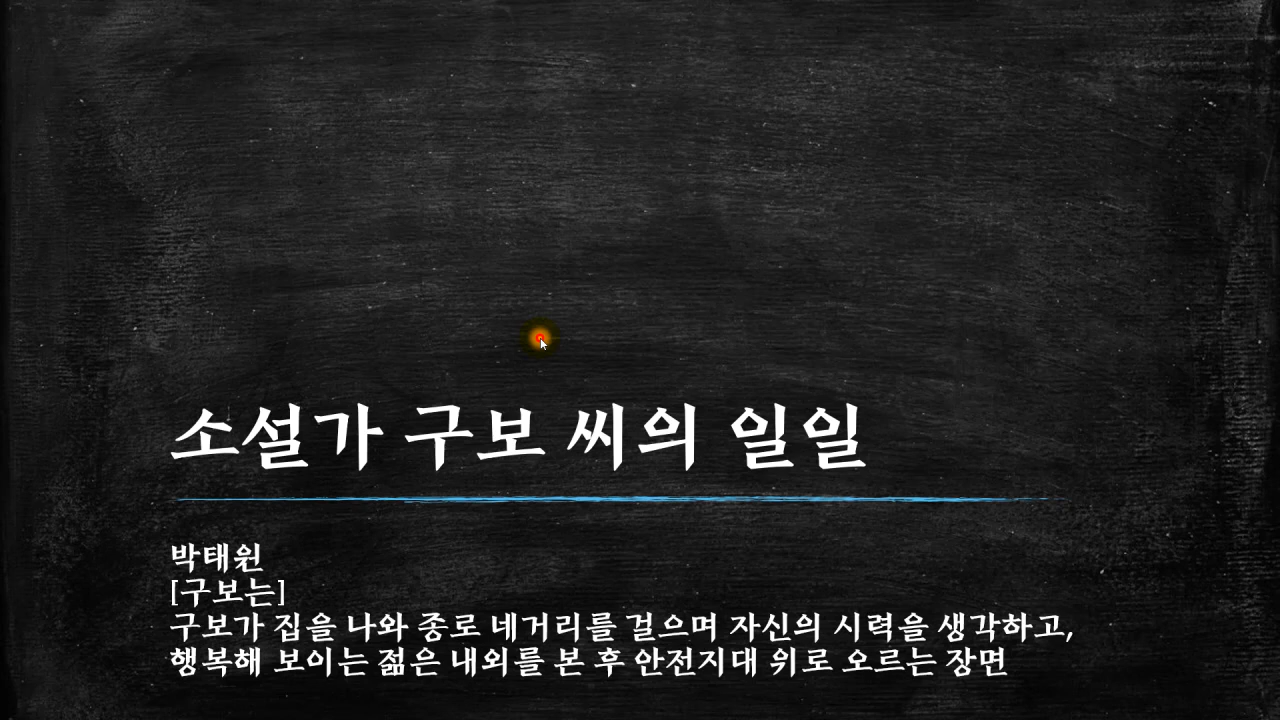 소설가 구보 씨의 일일
박태원
[구보는]
구보가 집을 나와 종로 네거리를 걸으며 자신의 시력을 생각하고,
행복해 보이는 젊은 내외를 본 후 안전지대 위로 오르는 장면